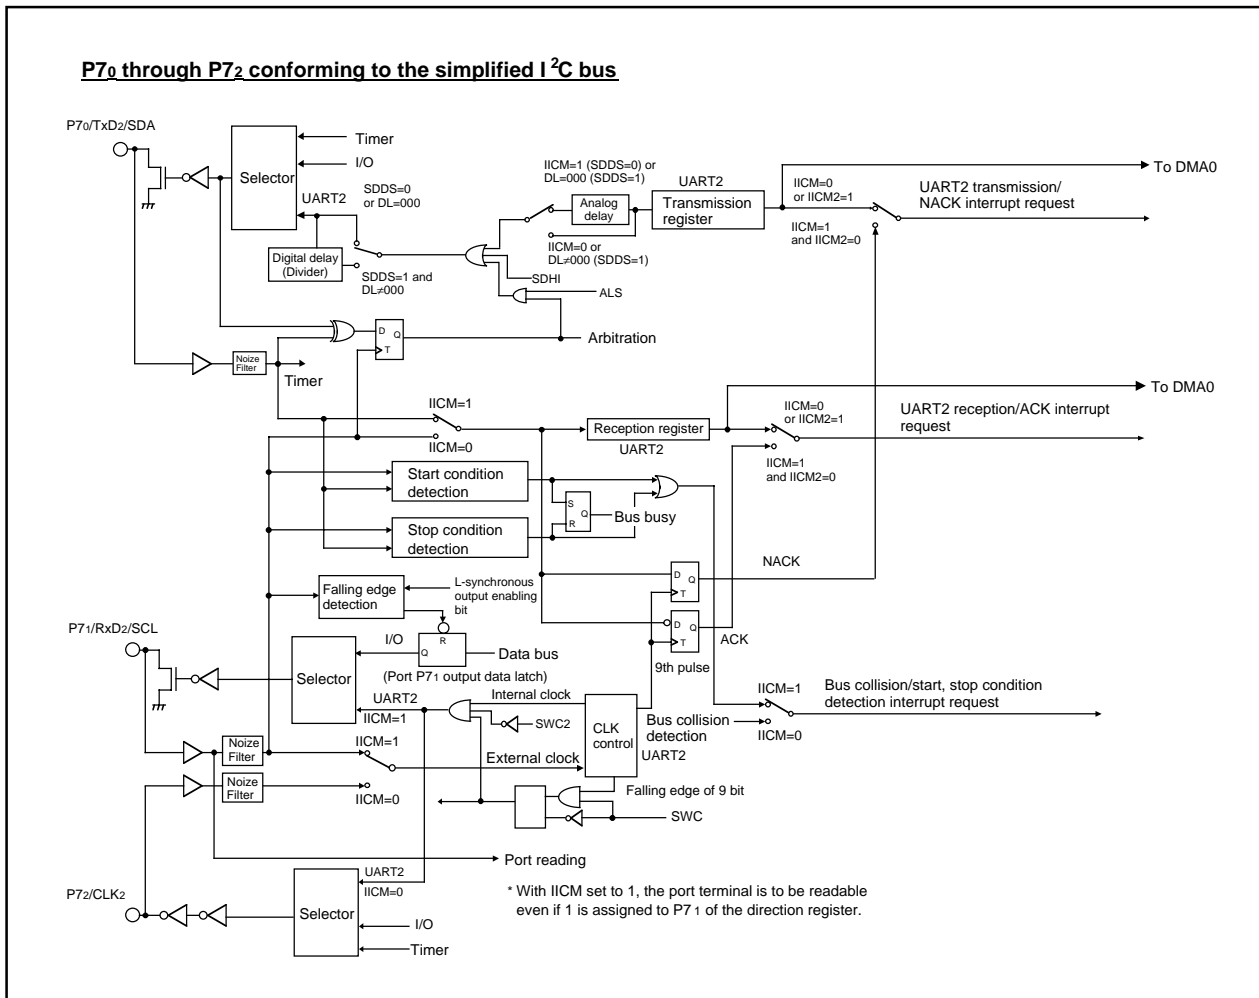 P70 through P72 conforming to the simplified I 2C bus
P70/TxD2/SDA
Selector
Timer
I/O
UART2
SDDS=0
or DL=000
Digital delay
(Divider)
SDDS=1 and
DL≠000
IICM=1 (SDDS=0) or
DL=000 (SDDS=1)
Analog
delay
IICM=0 or
DL≠000 (SDDS=1)
SDHI
ALS
UART2
Transmission
register
IICM=0
or IICM2=1
IICM=1
and IICM2=0
To DMA0
UART2 transmission/
NACK interrupt request
D
Q
T
Arbitration
Noize
Filter
Timer
IICM=1
IICM=0
Reception register
UART2
IICM=0
or IICM2=1
IICM=1
and IICM2=0
To DMA0
UART2 reception/ACK interrupt
request
Start condition
detection
S
Q
R
Bus busy
Stop condition
detection
NACK
D
Q
T
Falling edge
detection
L-synchronous
output enabling
bit
D
Q
T
ACK
9th pulse
P71/RxD2/SCL
Selector
I/O
R
Q
Data bus
(Port P71 output data latch)
UART2
IICM=1
Internal clock
SWC2
CLK
control
UART2
Bus collision
detection
IICM=1
IICM=0
Bus collision/start, stop condition
detection interrupt request
Noize
Filter
IICM=1
External clock
Noize
Filter
IICM=0
Falling edge of 9 bit
SWC
Port reading
UART2
IICM=0
P72/CLK2
Selector
I/O
Timer
* With IICM set to 1, the port terminal is to be readable
even if 1 is assigned to P71 of the direction register.